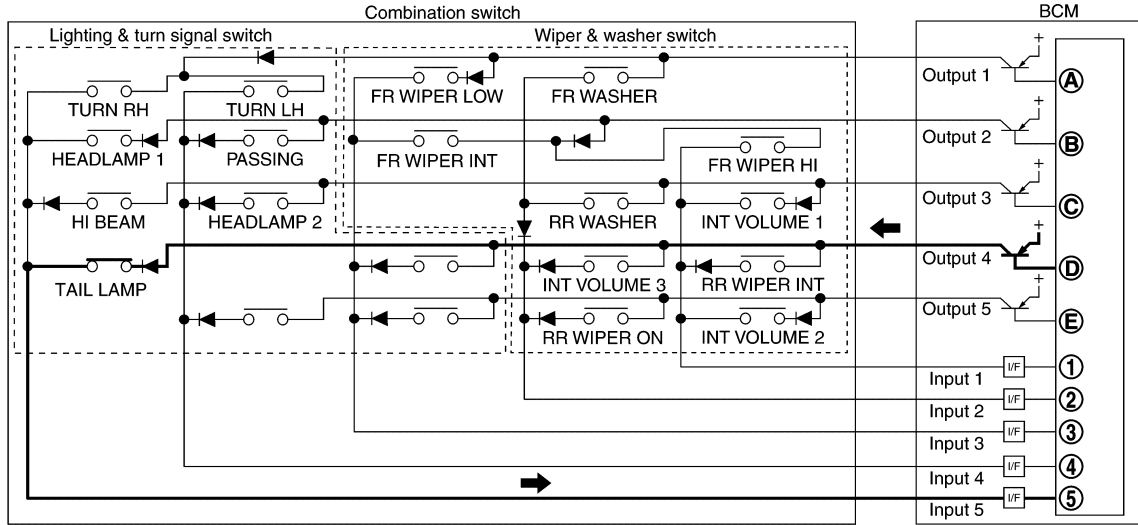 Combination switch
BCM
Lighting & turn signal switch
Wiper & washer switch
+
Output 1
A
TURN RH
TURN LH
FR WIPER LOW
FR WASHER
+
Output 2
B
HEADLAMP 1
PASSING
FR WIPER INT
FR WIPER HI
+
Output 3
C
HI BEAM
HEADLAMP 2
RR WASHER
INT VOLUME 1
+
Output 4
D
TAIL LAMP
INT VOLUME 3
RR WIPER INT
+
Output 5
E
RR WIPER ON
INT VOLUME 2
Input 1
I/F
1
Input 2
I/F
2
Input 3
I/F
3
Input 4
I/F
4
Input 5
I/F
5